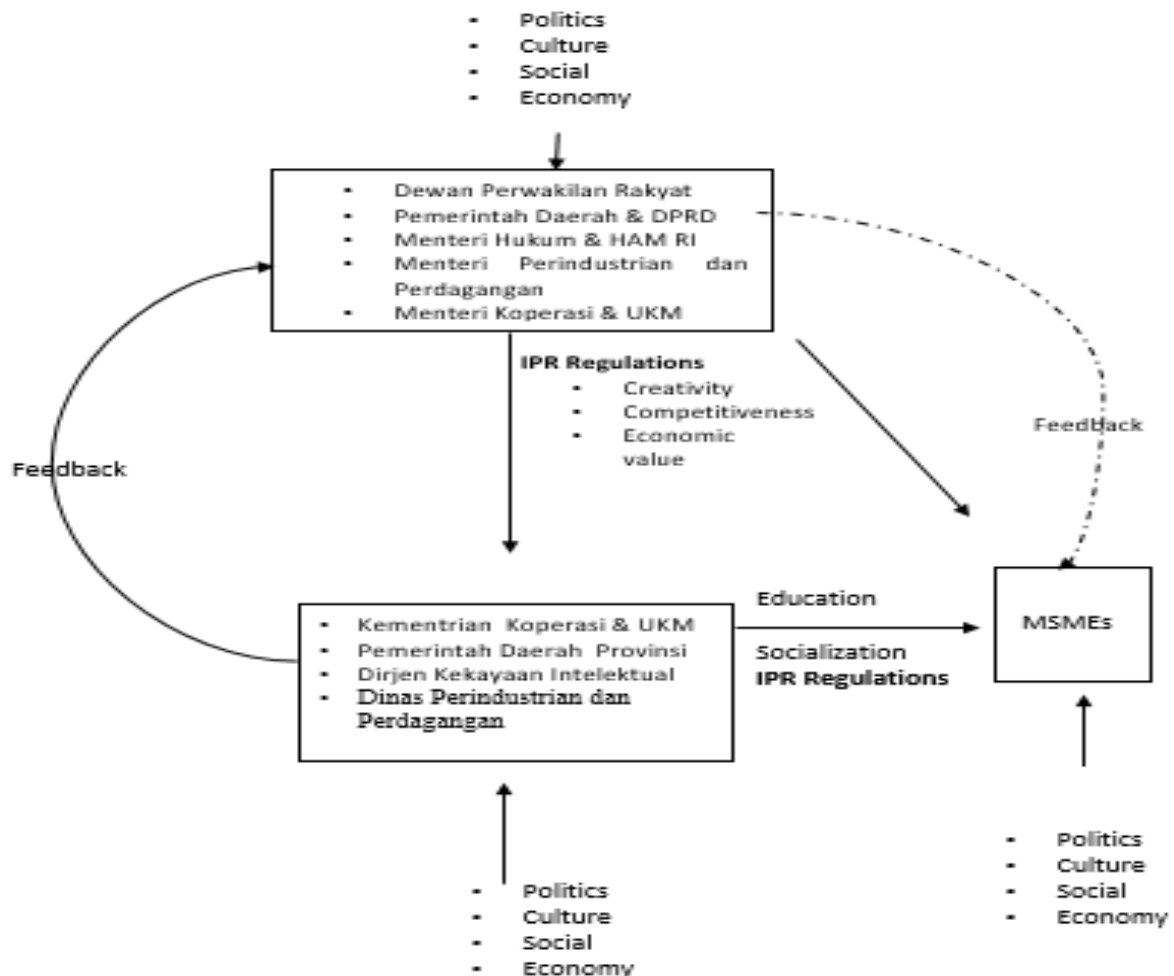 ▪ Politics
▪ Culture
▪ Social
▪ Economy
▪ Dewan Perwakilan Rakyat
▪ Pemerintah Daerah & DPRD
▪ Menteri Hukum & HAM RI
▪ Menteri Perindustrian dan
Perdagangan
▪ Menteri Koperasi & UKM
IPR Regulations
▪ Creativity
▪ Competitiveness
▪ Economic
value
Feedback
Feedback
▪ Kementrian Koperasi & UKM
▪ Pemerintah Daerah Provinsi
▪ Dirjen Kekayaan Intelektual
▪ Dinas Perindustrian dan
Perdagangan
Education
Socialization
IPR Regulations
MSMEs
▪ Politics
▪ Culture
▪ Social
▪ Economy
▪ Politics
▪ Culture
▪ Social
▪ Economy